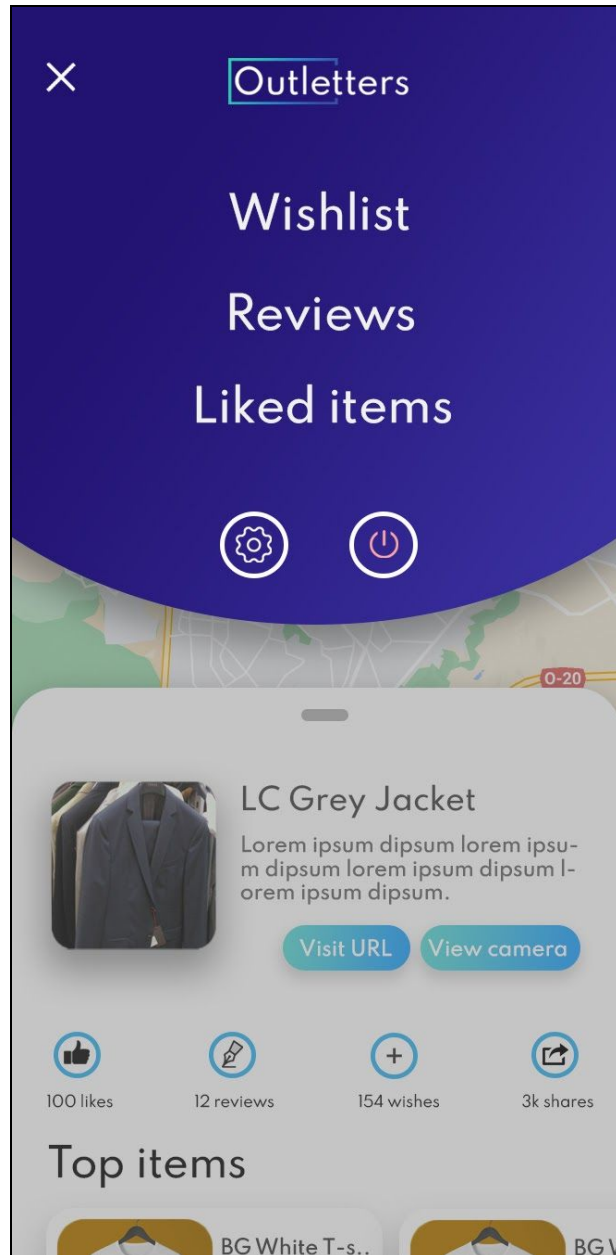 Outletters
Wishlist
Reviews
Liked items
O-20
LC Grey Jacket
Lorem ipsum dipsum lorem ipsu-
m dipsum lorem ipsum dipsum l-
orem ipsum dipsum.
Visit URL
View camera
100 likes
12 reviews
154 wishes
3k shares
Top items
BG White T-s..
BG